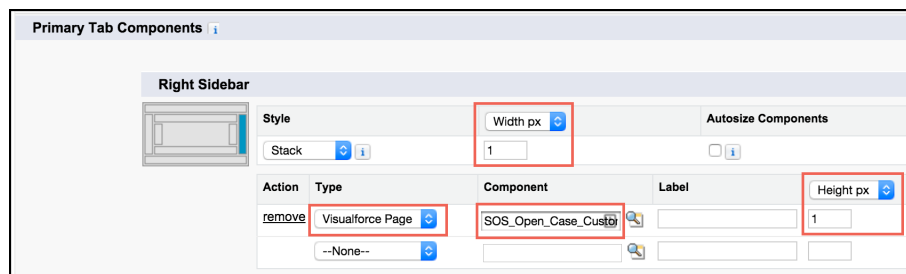 Primary Tab Components i
Right Sidebar
Style Width px Autosize Components
Stack i 1 i
Action Type Component Label Height px
remove Visualforce Page SOS_Open_Case_Custor 1
--None--